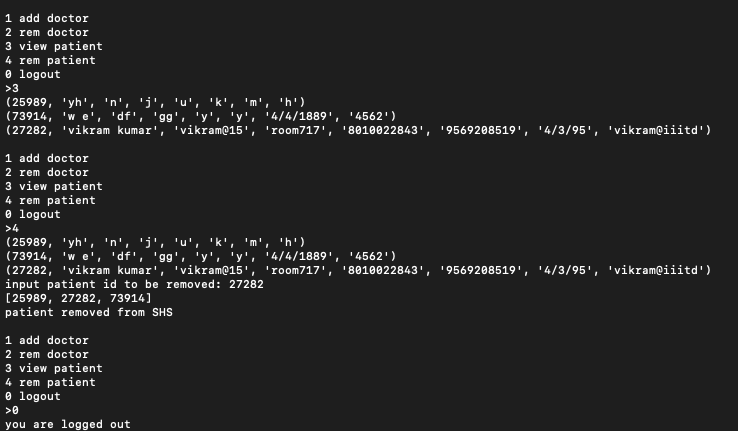 1 add doctor
2 rem doctor
3 view patient
4 rem patient
0 logout
>3
(25989, 'yh', 'n', 'j', 'u', 'k', 'm', 'h')
(73914, 'w e', 'df', 'gg', 'y', 'y', '4/4/1889', '4562')
(27282, 'vikram kumar', 'vikram@15', 'room717', '8010022843', '9569208519', '4/3/95', 'vikram@iiitd')
1 add doctor
2 rem doctor
3 view patient
4 rem patient
0 logout
>4
(25989, 'yh', 'n', 'j', 'u', 'k', 'm', 'h')
(73914, 'w e', 'df', 'gg', 'y', 'y', '4/4/1889', '4562')
(27282, 'vikram kumar', 'vikram@15', 'room717', '8010022843', '9569208519', '4/3/95', 'vikram@iiitd')
input patient id to be removed: 27282
[25989, 27282, 73914]
patient removed from SHS
1 add doctor
2 rem doctor
3 view patient
4 rem patient
0 logout
>0
you are logged out